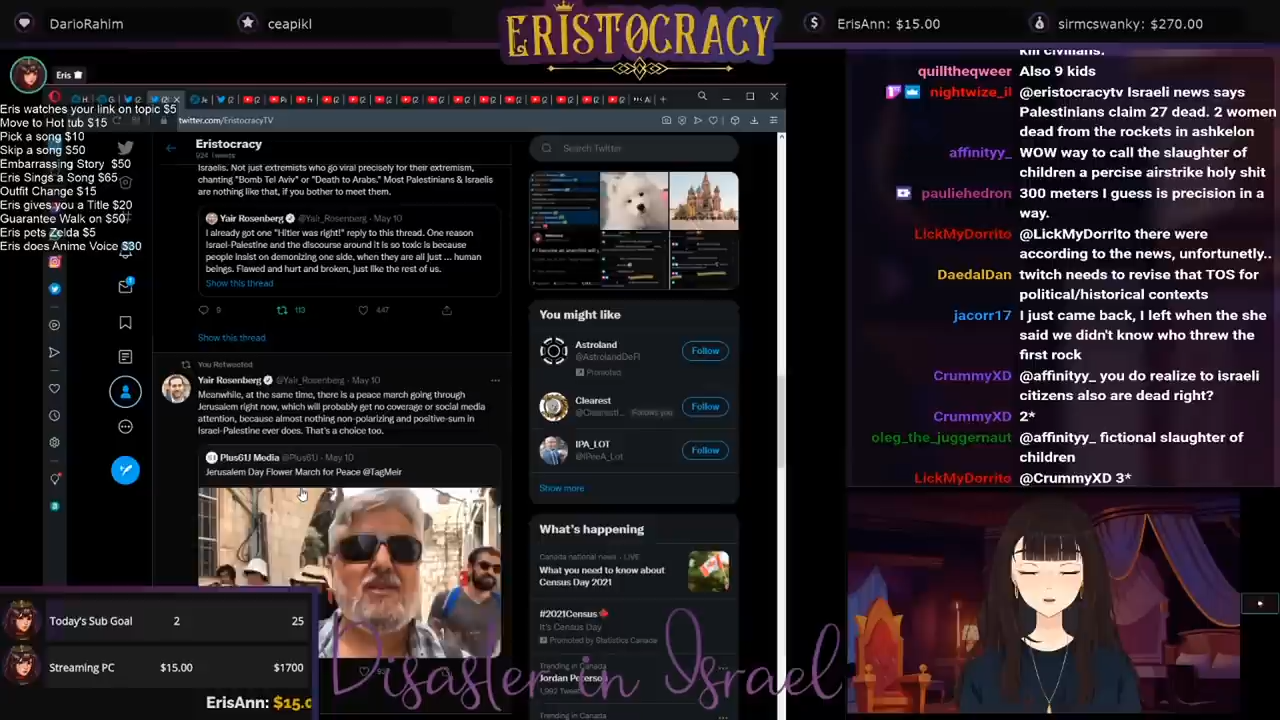 DarioRahim
ceapikl
ERISTOCRACY
$
ErisAnn: $15.00
sirmcswanky: $270.00
Eris
Eris watches your link on topic $5
Move to Hot tub $15
Pick a song $10
Skip a song $50
Embarrassing Story $50
Eris Sings a Song $65
Outfit Change $15
Eris gives you a Title $20
Guarantee Walk on $50
Eris pets Zelda $5
Eris does Anime Voice $30
twitter.com/EristocracyTV
Eristocracy
924 Tweets
Search Twitter
Israelis. Not just extremists who go viral precisely for their extremism,
chanting "Bomb Tel Aviv" or "Death to Arabs." Most Palestinians & Israelis
are nothing like that, if you bother to meet them.
Yair Rosenberg @Yair_Rosenberg · May 10
I already got one "Hitler was right!" reply to this thread. One reason
Israel-Palestine and the discourse around it is so toxic is because
people insist on demonizing one side, when they are all just ... human
beings. Flawed and hurt and broken, just like the rest of us.
Show this thread
9
113
447
Show this thread
You Retweeted
Yair Rosenberg @Yair_Rosenberg · May 10
Meanwhile, at the same time, there is a peace march going through
Jerusalem right now, which will probably get no coverage or social media
attention, because almost nothing non-polarizing and positive-sum in
Israel-Palestine ever does. That's a choice too.
Plus61J Media @Plus61J · May 10
Jerusalem Day Flower March for Peace @TagMeir
You might like
Astroland
@AstrolandDeFi
Promoted
Follow
Clearest
Follows you
Follow
IPA_LOT
Follow
Show more
What's happening
Canada national news · LIVE
What you need to know about
Census Day 2021
#2021Census
It's Census Day
Promoted by Statistics Canada
Trending in Canada
Jordan Peterson
1,992 Tweets
Trending in Canada
kill civilians.
quilltheqweer Also 9 kids
nightwize_il @eristocracytv Israeli news says
Palestinians claim 27 dead. 2 women
dead from the rockets in ashkelon
affinityy_ WOW way to call the slaughter of
children a percise airstrike holy shit
pauliehedron 300 meters I guess is precision in a
way.
LickMyDorrito @LickMyDorrito there were
according to the news, unfortunetly..
DaedalDan twitch needs to revise that TOS for
political/historical contexts
jacorr17 I just came back, I left when the she
said we didn't know who threw the
first rock
CrummyXD @affinityy_ you do realize to israeli
citizens also are dead right?
CrummyXD 2*
oleg_the_juggernaut @affinityy_ fictional slaughter of
children
LickMyDorrito @CrummyXD 3*
Today's Sub Goal 2 25
Streaming PC $15.00 $1700
ErisAnn: $15.0
Disaster in Israel